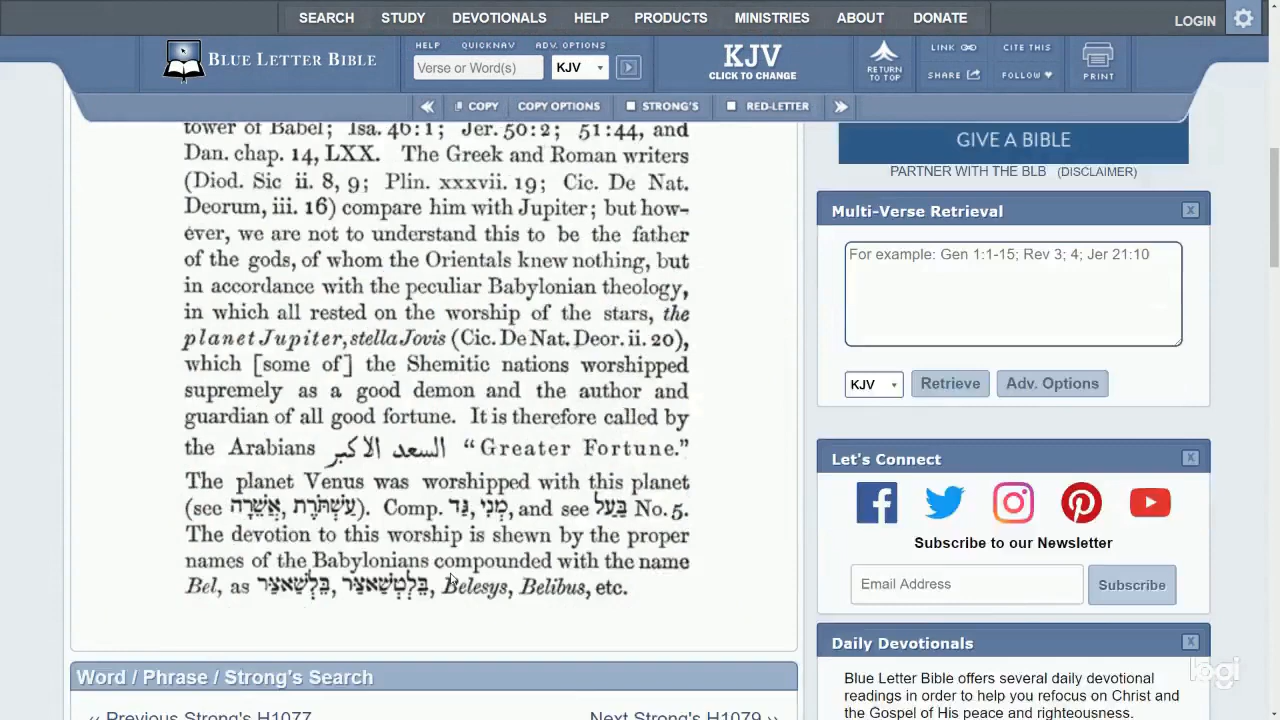 SEARCH STUDY DEVOTIONALS HELP PRODUCTS MINISTRIES ABOUT DONATE LOGIN
BLUE LETTER BIBLE
HELP QUICKNAV ADV. OPTIONS
Verse or Word(s) KJV
KJV
CLICK TO CHANGE
RETURN
TO TOP
LINK CITE THIS
SHARE FOLLOW
PRINT
COPY COPY OPTIONS STRONG'S RED-LETTER
tower of Babel; Isa. 46:1; Jer. 50:2; 51:44, and
Dan. chap. 14, LXX. The Greek and Roman writers
(Diod. Sic ii. 8, 9; Plin. xxxvii. 19; Cic. De Nat.
Deorum, iii. 16) compare him with Jupiter; but how-
ever, we are not to understand this to be the father
of the gods, of whom the Orientals knew nothing, but
in accordance with the peculiar Babylonian theology,
in which all rested on the worship of the stars, the
planet Jupiter, stella Jovis (Cic. De Nat. Deor. ii. 20),
which [some of] the Shemitic nations worshipped
supremely as a good demon and the author and
guardian of all good fortune. It is therefore called by
the Arabians السعد الاكبر “Greater Fortune.”
The planet Venus was worshipped with this planet
(see אֲשֵׁרָה, עַשְׁתֹּרֶת). Comp. גַּד, מְנִי, and see בַּעַל No. 5.
The devotion to this worship is shewn by the proper
names of the Babylonians compounded with the name
Bel, as בֵּלְשַׁאצַּר, בֵּלְטְשַׁאצַּר, Belesys, Belibus, etc.
Word / Phrase / Strong's Search
‹‹ Previous Strong's H1077 Next Strong's H1079 ››
GIVE A BIBLE
PARTNER WITH THE BLB (DISCLAIMER)
Multi-Verse Retrieval
For example: Gen 1:1-15; Rev 3; 4; Jer 21:10
KJV Retrieve Adv. Options
Let's Connect
Subscribe to our Newsletter
Email Address Subscribe
Daily Devotionals
Blue Letter Bible offers several daily devotional
readings in order to help you refocus on Christ and
the Gospel of His peace and righteousness.
logi